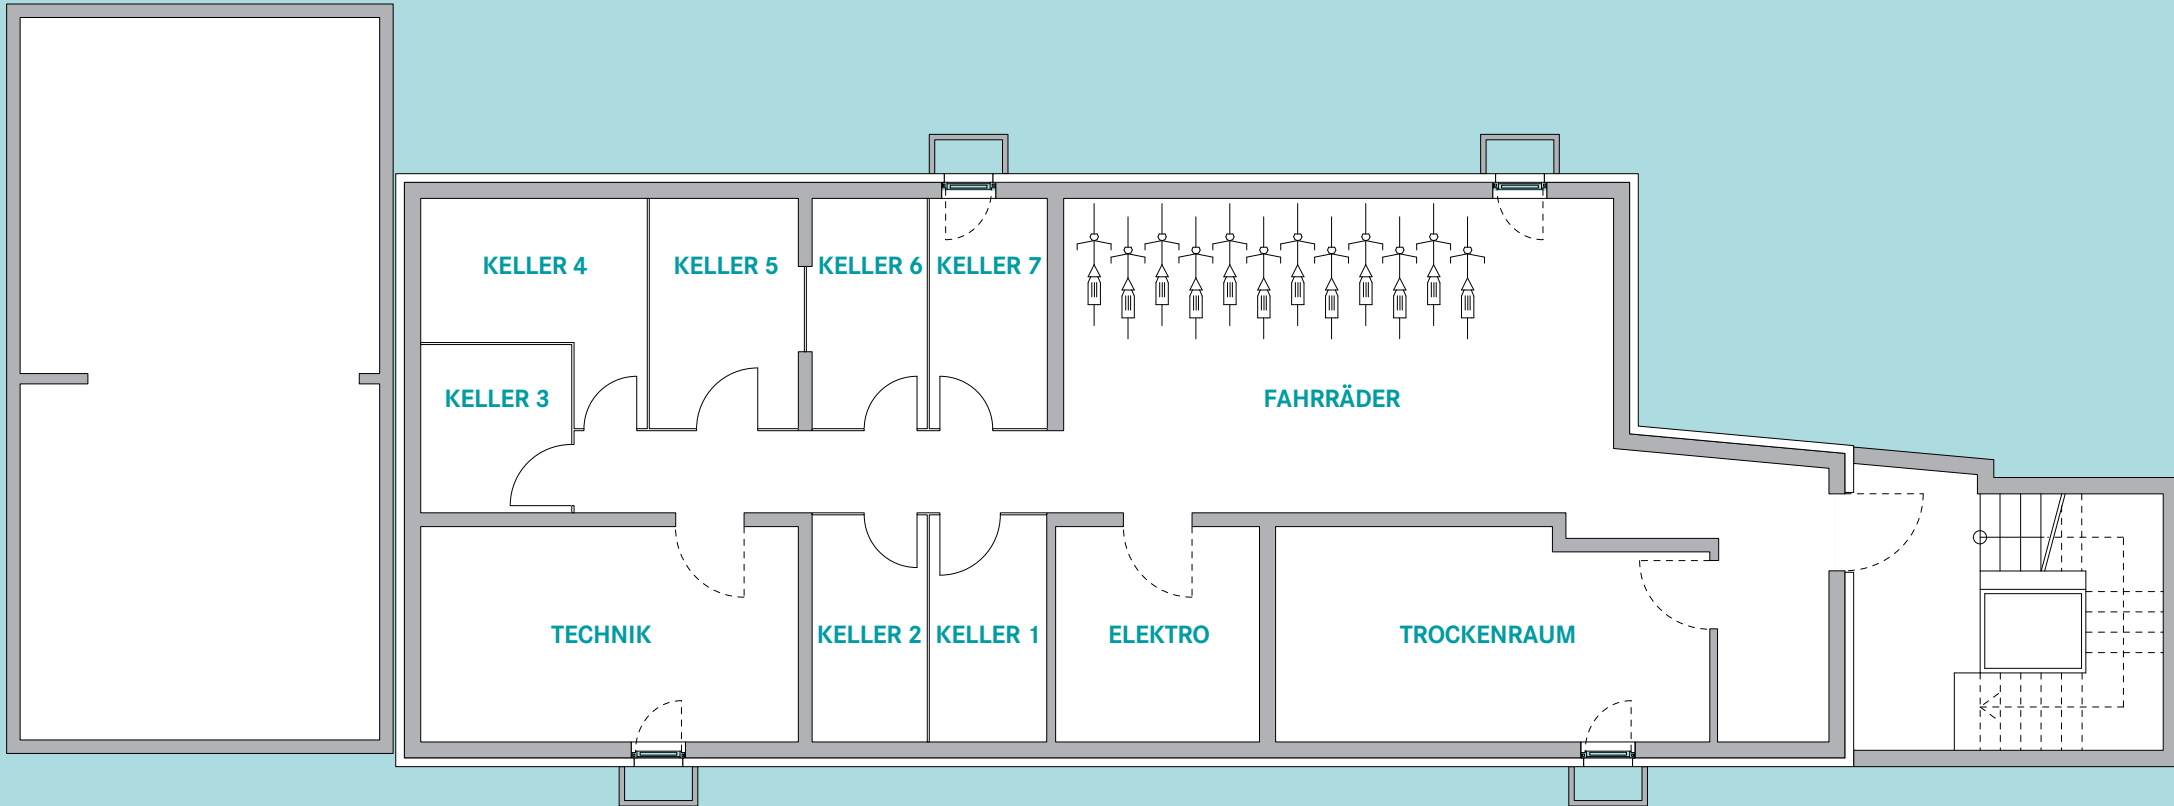 KELLER 4
KELLER 5
KELLER 6
KELLER 7
KELLER 3
FAHRRÄDER
TECHNIK
KELLER 2
KELLER 1
ELEKTRO
TROCKENRAUM